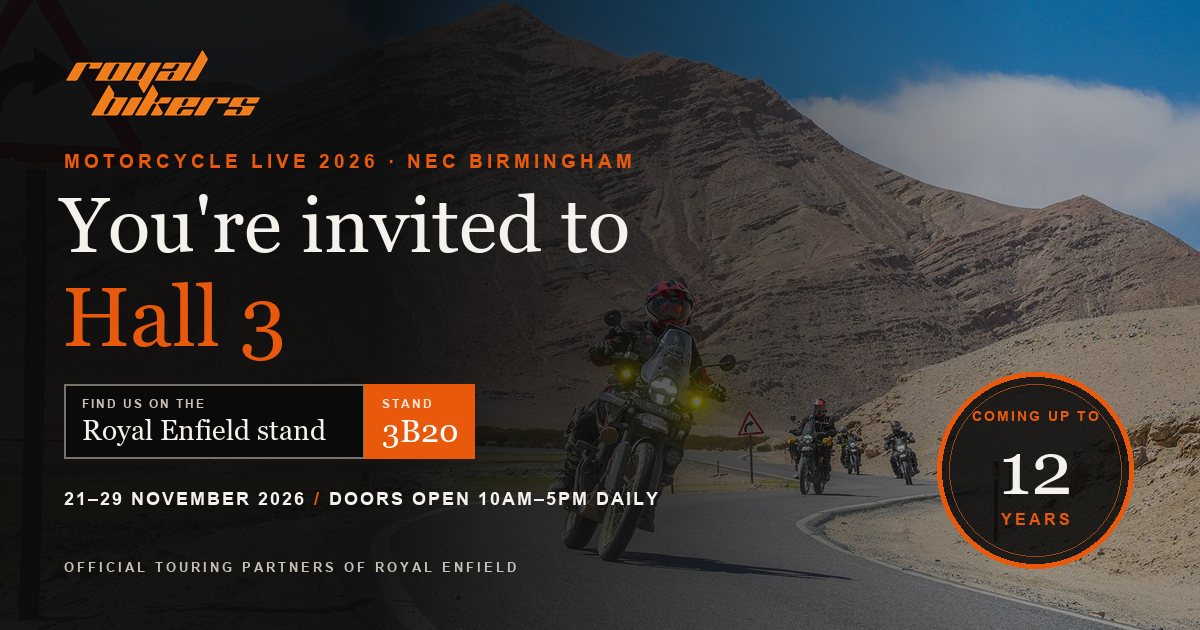 royal
bikers
MOTORCYCLE LIVE 2026 · NEC BIRMINGHAM
You're invited to
Hall 3
FIND US ON THE
Royal Enfield stand
STAND
3B20
21–29 NOVEMBER 2026 / DOORS OPEN 10AM–5PM DAILY
OFFICIAL TOURING PARTNERS OF ROYAL ENFIELD
COMING UP TO
12
YEARS